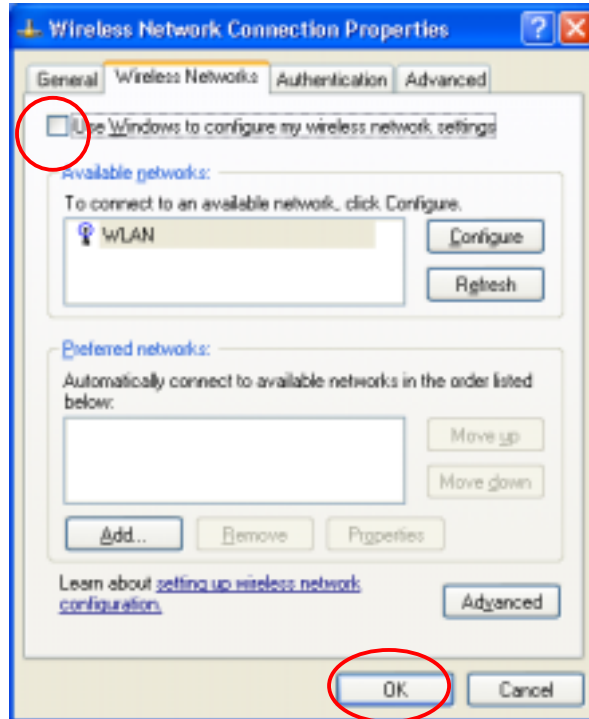 Wireless Network Connection Properties
General Wireless Networks Authentication Advanced
Use Windows to configure my wireless network settings
Available networks:
To connect to an available network, click Configure.
WLAN
Configure
Refresh
Preferred networks:
Automatically connect to available networks in the order listed
below:
Move up
Move down
Add... Remove Properties
Learn about setting up wireless network
configuration.
Advanced
OK Cancel